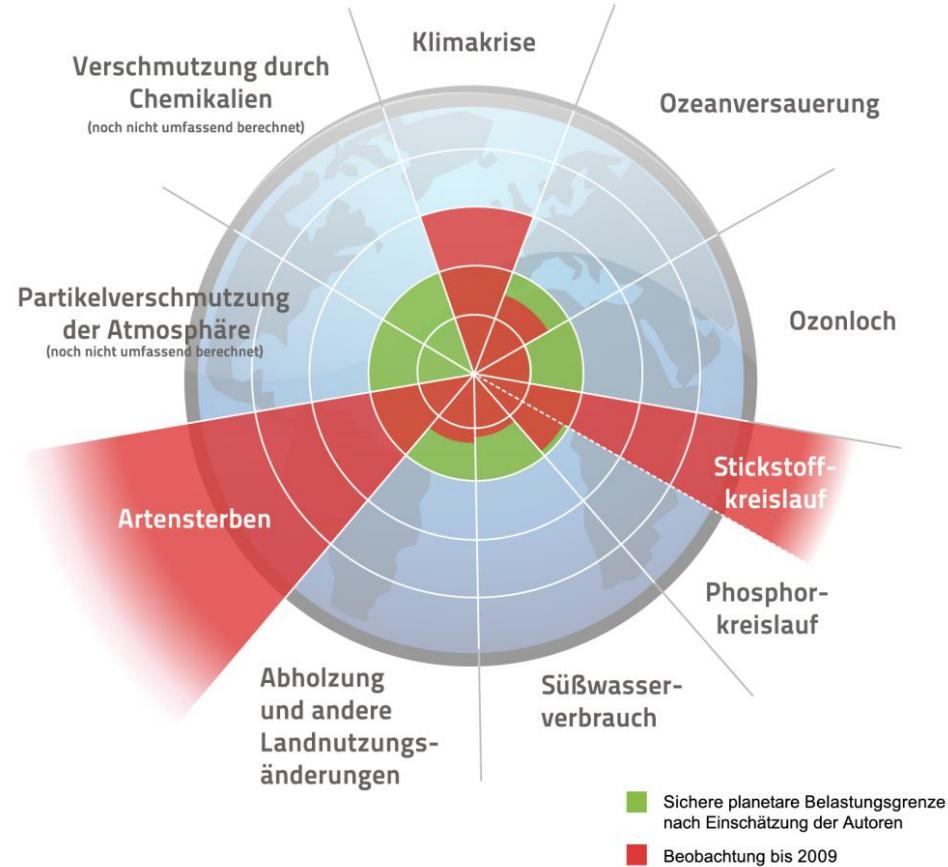 Klimakrise
Verschmutzung durch
Chemikalien
(noch nicht umfassend berechnet)
Ozeanversauerung
Partikelverschmutzung
der Atmosphäre
(noch nicht umfassend berechnet)
Ozonloch
Stickstoff-
kreislauf
Artensterben
Phosphor-
kreislauf
Abholzung
und andere
Landnutzungs-
änderungen
Süßwasser-
verbrauch
Sichere planetare Belastungsgrenze
nach Einschätzung der Autoren
Beobachtung bis 2009